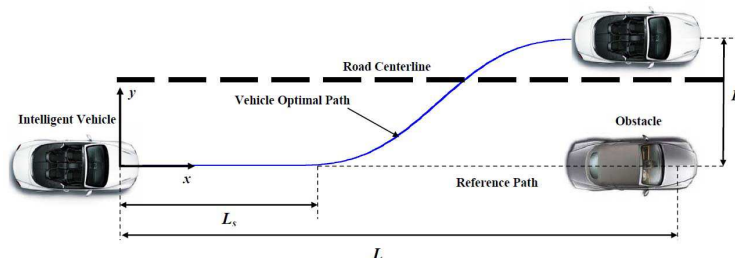 Road Centerline
y
Vehicle Optimal Path
Intelligent Vehicle
Obstacle
x
Reference Path
Lₛ
L